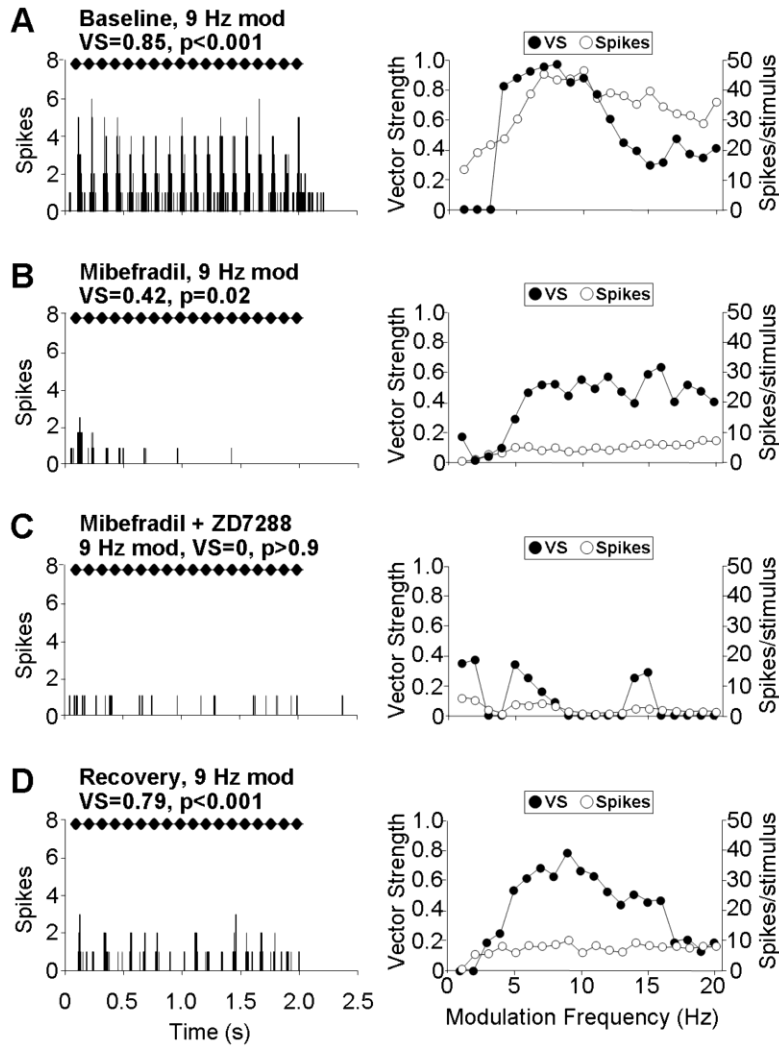 A
Baseline, 9 Hz mod
VS=0.85, p<0.001
8
6
4
2
0
Spikes
VS Spikes
1.0
0.8
0.6
0.4
0.2
0
Vector Strength
50
40
30
20
10
0
Spikes/stimulus
B
Mibefradil, 9 Hz mod
VS=0.42, p=0.02
8
6
4
2
0
Spikes
VS Spikes
1.0
0.8
0.6
0.4
0.2
0
Vector Strength
50
40
30
20
10
0
Spikes/stimulus
C
Mibefradil + ZD7288
9 Hz mod, VS=0, p>0.9
8
6
4
2
0
Spikes
VS Spikes
1.0
0.8
0.6
0.4
0.2
0
Vector Strength
50
40
30
20
10
0
Spikes/stimulus
D
Recovery, 9 Hz mod
VS=0.79, p<0.001
8
6
4
2
0
Spikes
0 0.5 1.0 1.5 2.0 2.5
Time (s)
VS Spikes
1.0
0.8
0.6
0.4
0.2
0
Vector Strength
50
40
30
20
10
0
Spikes/stimulus
0 5 10 15 20
Modulation Frequency (Hz)